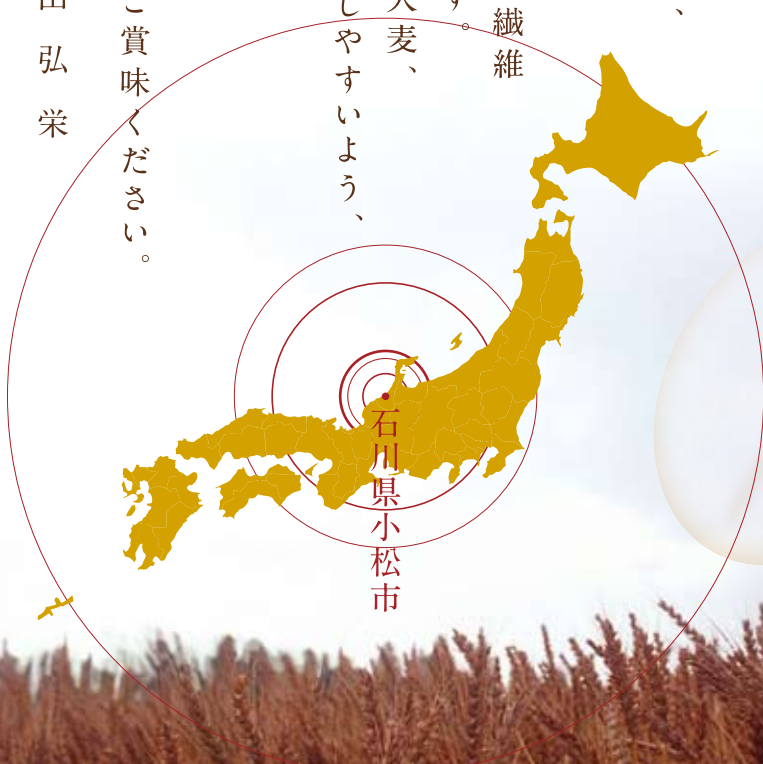 、
繊維
す。
大麦、
しやすいよう、
ご賞味ください。
弘栄
石川県小松市